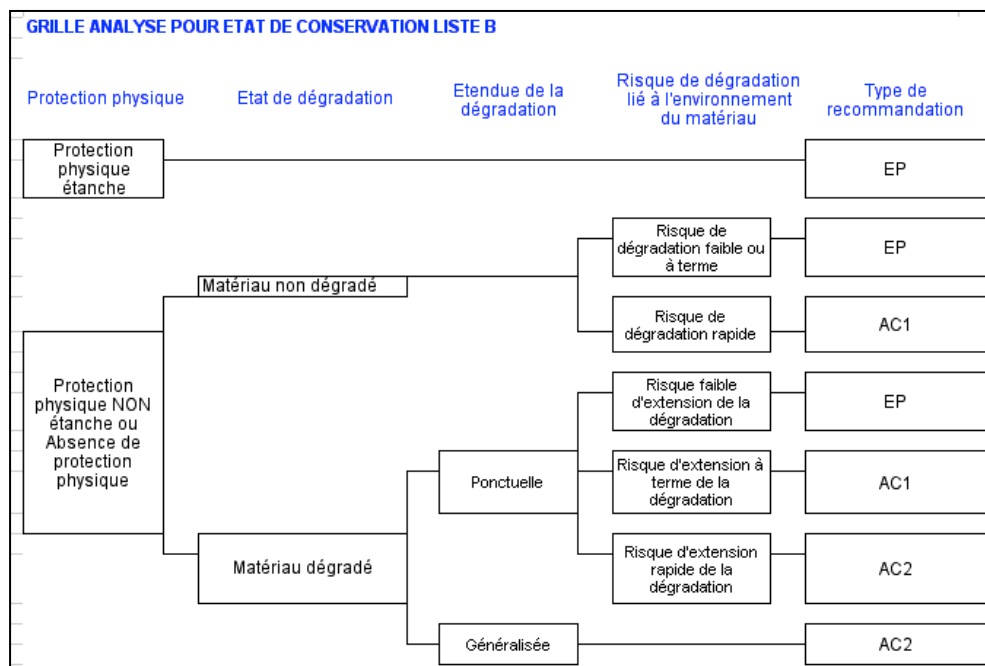 GRILLE ANALYSE POUR ETAT DE CONSERVATION LISTE B
Protection physique
Etat de dégradation
Etendue de la
dégradation
Risque de dégradation
lié à l'environnement
du matériau
Type de
recommandation
Protection
physique
étanche
EP
Risque de
dégradation faible ou
à terme
EP
Matériau non dégradé
Risque de
dégradation rapide
AC1
Protection
physique NON
étanche ou
Absence de
protection
physique
Risque faible
d'extension de la
dégradation
EP
Ponctuelle
Risque d'extension à
terme de la
dégradation
AC1
Matériau dégradé
Risque d'extension
rapide de la
dégradation
AC2
Généralisée
AC2